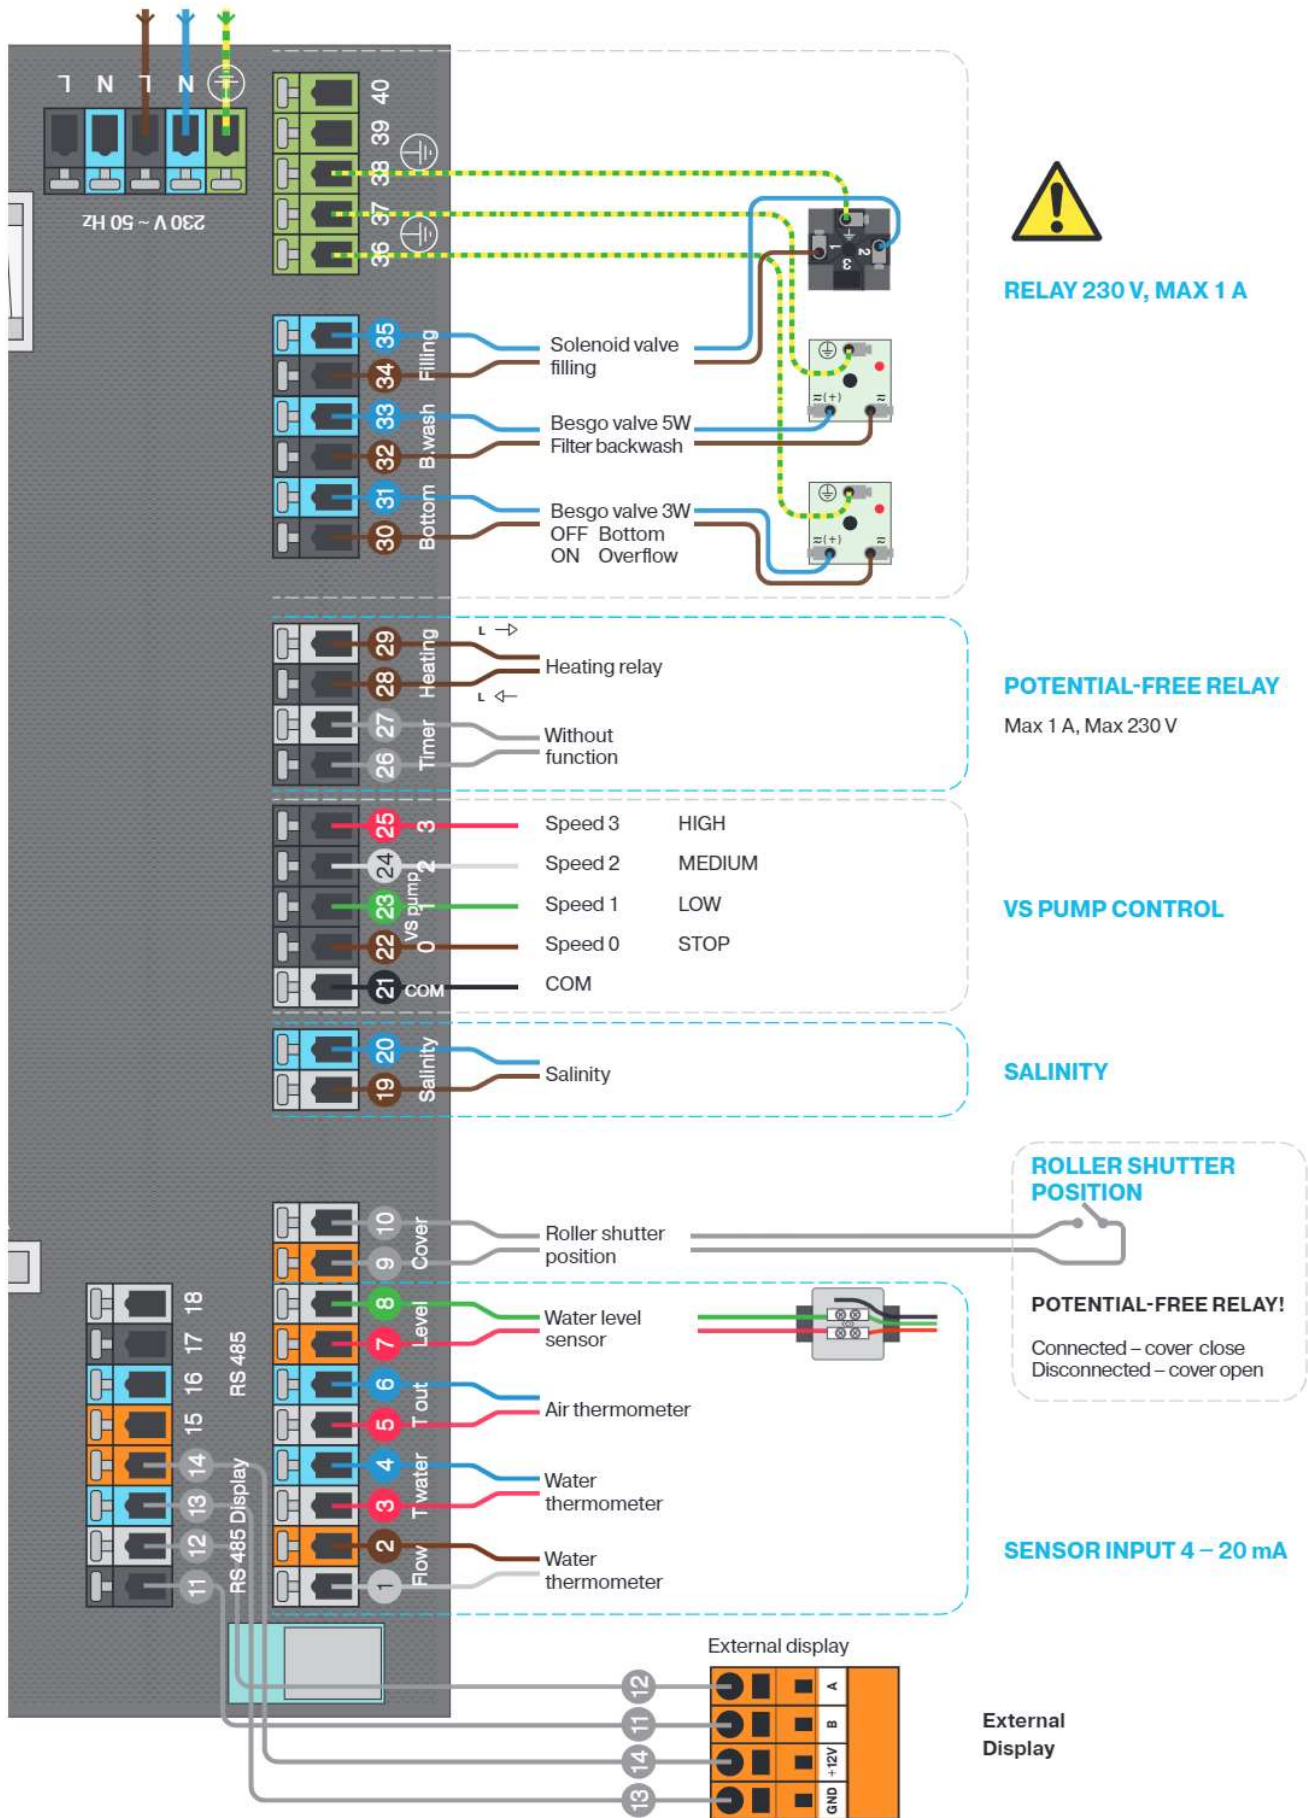 L N L N
230 V ~ 50 Hz
40
39
38
37
36
35
34
Filling
33
32
B.wash
31
30
Bottom
1
2
3
Solenoid valve
filling
Besgo valve 5W
Filter backwash
≂(+) ≂
Besgo valve 3W
OFF Bottom
ON Overflow
≂(+) ≂
RELAY 230 V, MAX 1 A
29
28
Heating
27
26
Timer
L
Heating relay
L
Without
function
POTENTIAL-FREE RELAY
Max 1 A, Max 230 V
25 3
24 2
23 1
22 0
21 COM
VS pump
Speed 3 HIGH
Speed 2 MEDIUM
Speed 1 LOW
Speed 0 STOP
COM
VS PUMP CONTROL
20
19
Salinity
Salinity
SALINITY
10
9
Cover
Roller shutter
position
ROLLER SHUTTER
POSITION
POTENTIAL-FREE RELAY!
Connected – cover close
Disconnected – cover open
8
7
Level
Water level
sensor
6
5
T out
Air thermometer
4
3
T water
Water
thermometer
2
1
Flow
Water
thermometer
SENSOR INPUT 4 – 20 mA
18
17
16
15
RS 485
14
13
12
11
RS 485 Display
External display
12 A
11 B
14 +12V
13 GND
External
Display